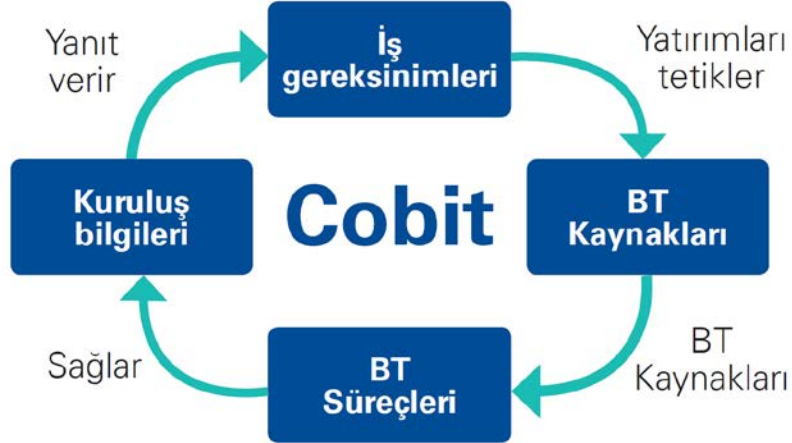 Yanıt
verir
İş
gereksinimleri
Yatırımları
tetikler
Kuruluş
bilgileri
Cobit
BT
Kaynakları
Sağlar
BT
Süreçleri
BT
Kaynakları